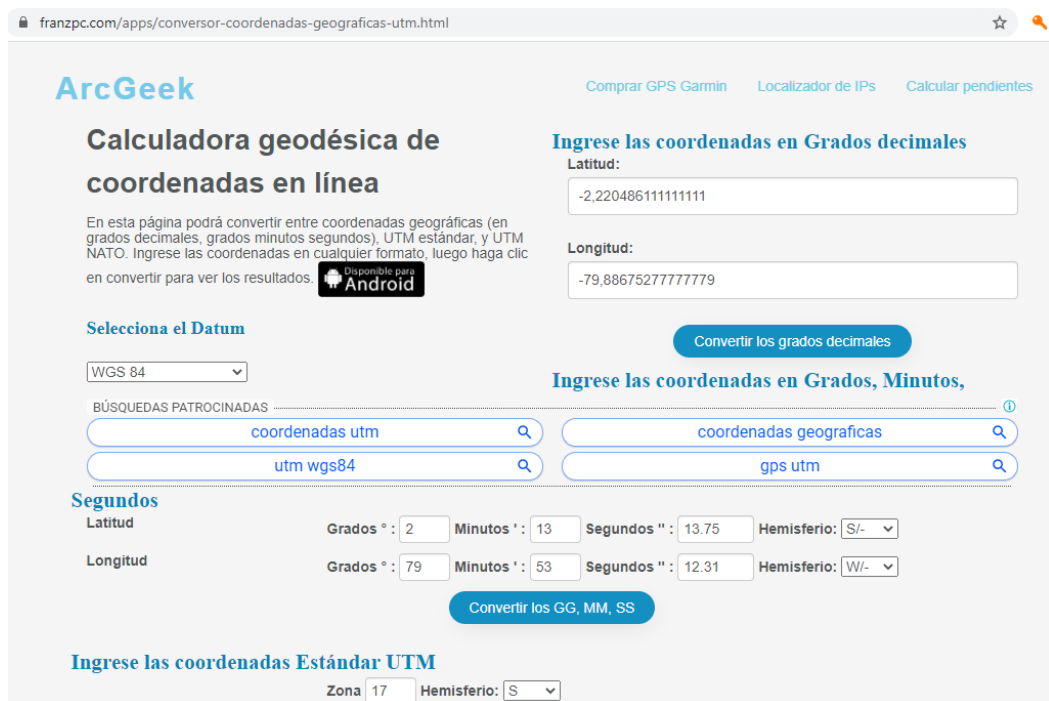 franzpc.com/apps/conversor-coordenadas-geograficas-utm.html
ArcGeek
Comprar GPS Garmin Localizador de IPs Calcular pendientes
Calculadora geodésica de
coordenadas en línea
En esta página podrá convertir entre coordenadas geográficas (en
grados decimales, grados minutos segundos), UTM estándar, y UTM
NATO. Ingrese las coordenadas en cualquier formato, luego haga clic
en convertir para ver los resultados.
Disponible para
Android
Selecciona el Datum
WGS 84
Ingrese las coordenadas en Grados decimales
Latitud:
-2,220486111111111
Longitud:
-79,88675277777779
Convertir los grados decimales
Ingrese las coordenadas en Grados, Minutos,
BÚSQUEDAS PATROCINADAS
coordenadas utm
coordenadas geograficas
utm wgs84
gps utm
Segundos
Latitud Grados ° : 2 Minutos ' : 13 Segundos '' : 13.75 Hemisferio: S/-
Longitud Grados ° : 79 Minutos ' : 53 Segundos '' : 12.31 Hemisferio: W/-
Convertir los GG, MM, SS
Ingrese las coordenadas Estándar UTM
Zona 17 Hemisferio: S